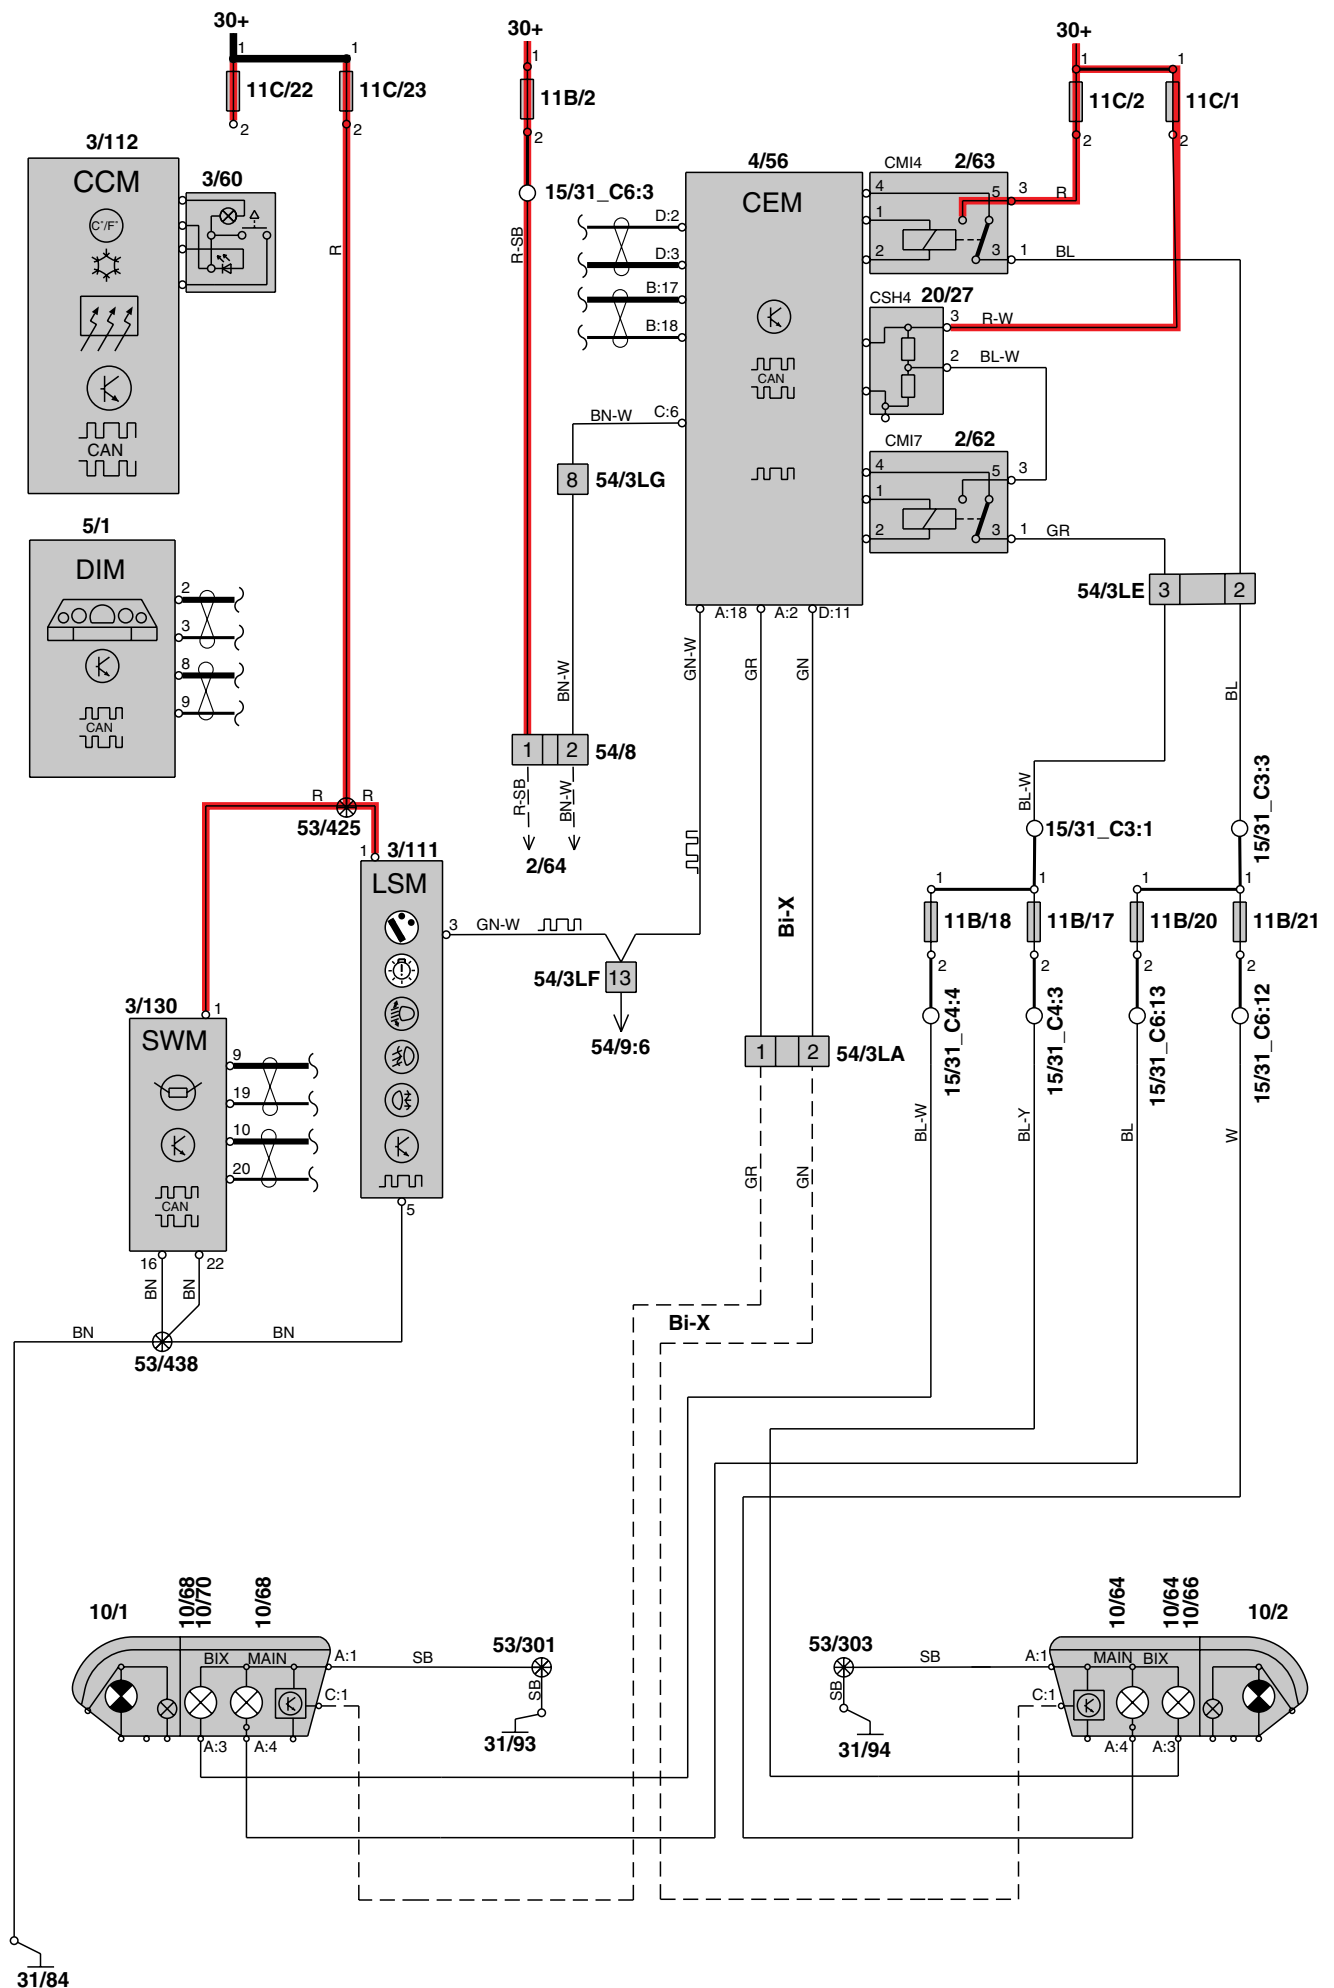 30+
30+
30+
1
1
1
1
1
11C/22
11C/23
11B/2
11C/2
11C/1
2
2
2
2
2
3/112
CCM
C°/F°
CAN
3/60
R
R-SB
15/31_C6:3
4/56
CEM
CAN
D:2
D:3
B:17
B:18
BN-W
C:6
CMI4
2/63
4
5
3
R
1
2
3
1
BL
CSH4
20/27
3
R-W
2
BL-W
8
54/3LG
CMI7
2/62
4
5
3
1
2
3
1
GR
5/1
DIM
CAN
2
3
8
9
54/3LE
3
2
A:18
A:2
D:11
GN-W
GR
GN
BN-W
BL
1
2
54/8
R-SB
BN-W
2/64
R
R
53/425
BL-W
15/31_C3:1
15/31_C3:3
1
3/111
LSM
3
GN-W
13
54/3LF
54/9:6
Bi-X
1
1
1
1
11B/18
11B/17
11B/20
11B/21
2
2
2
2
15/31_C4:4
15/31_C4:3
15/31_C6:13
15/31_C6:12
3/130
1
SWM
CAN
9
19
10
20
1
2
54/3LA
BL-W
BL-Y
BL
W
GR
GN
5
16
22
BN
BN
BN
BN
53/438
Bi-X
10/1
10/68
10/70
10/68
BIX
MAIN
A:1
SB
53/301
SB
C:1
A:3
A:4
31/93
53/303
SB
A:1
SB
C:1
31/94
10/64
10/64
10/66
10/2
MAIN
BIX
A:4
A:3
31/84